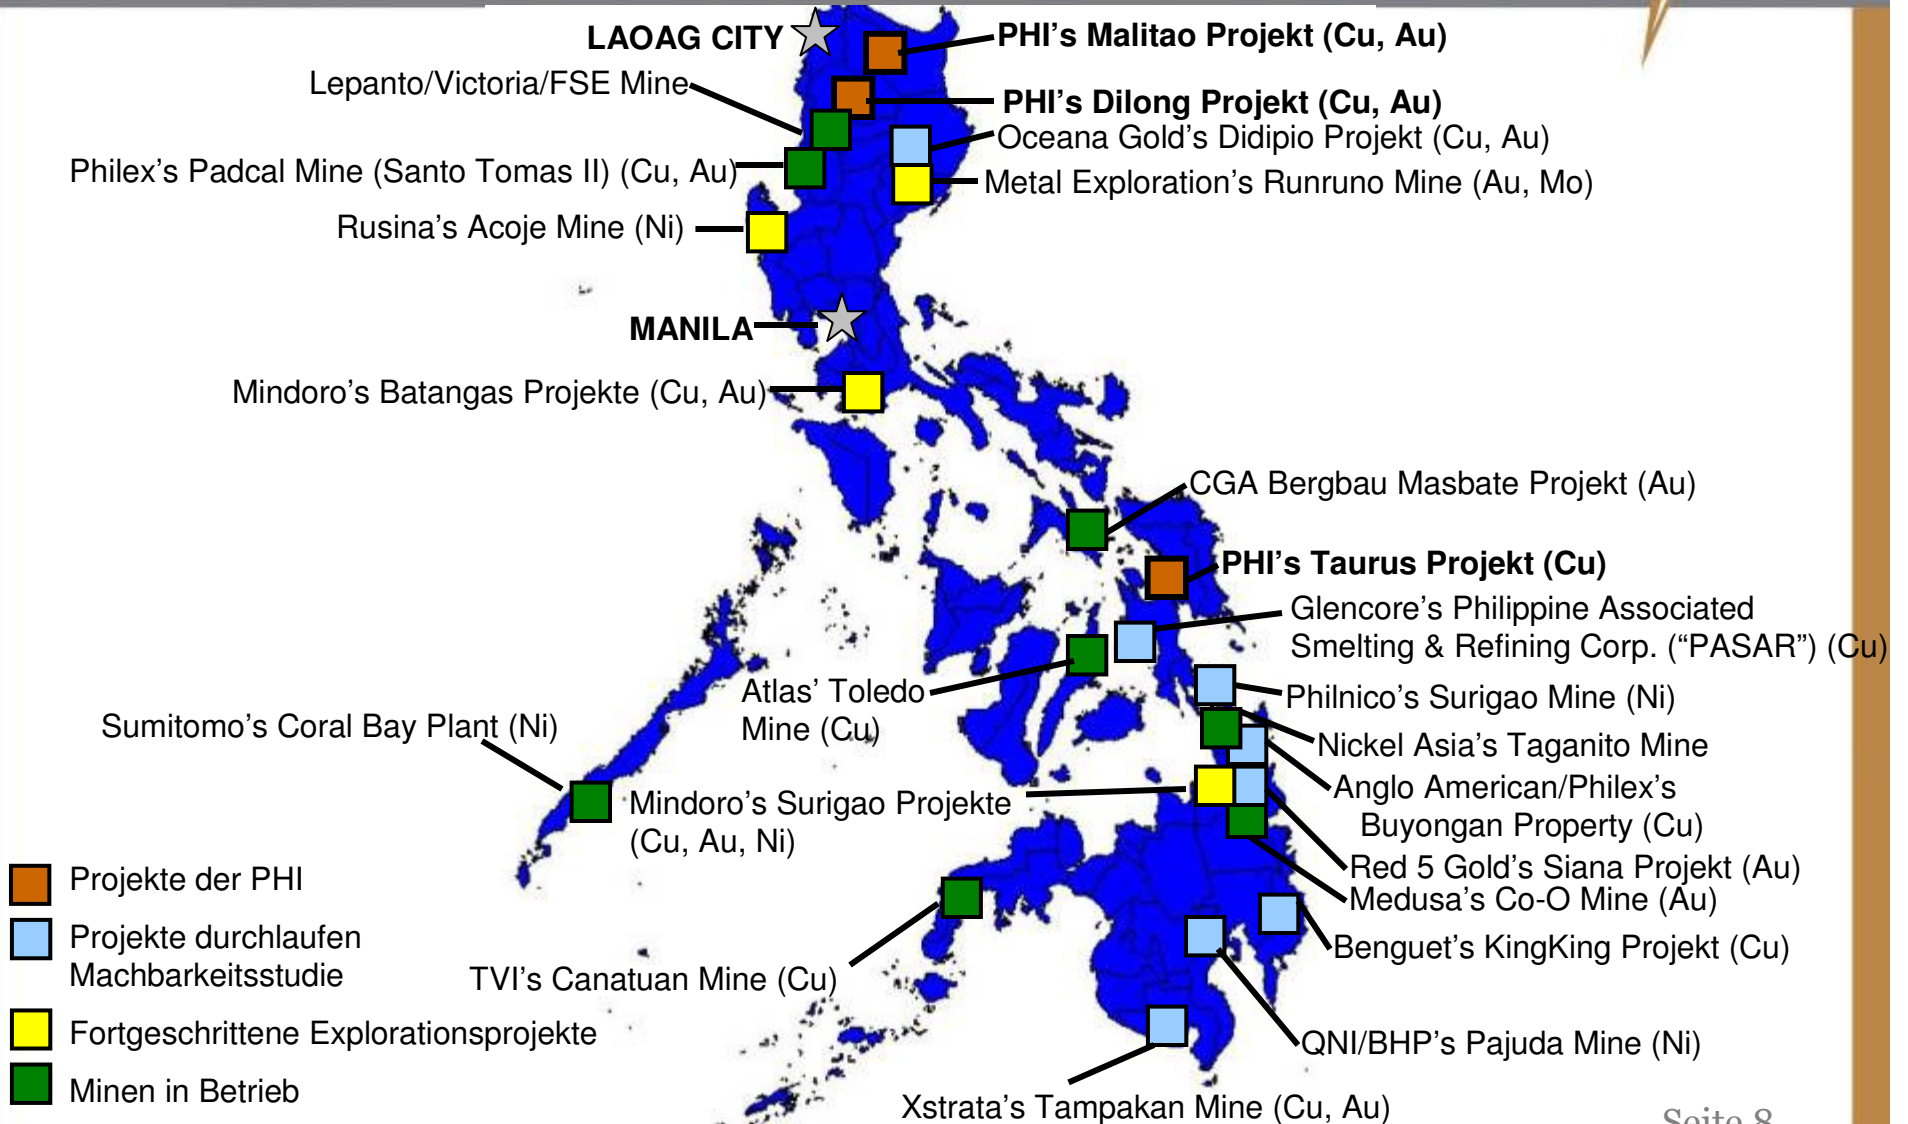 LAOAG CITY
PHI's Malitao Projekt (Cu, Au)
Lepanto/Victoria/FSE Mine
PHI's Dilong Projekt (Cu, Au)
Oceana Gold's Didipio Projekt (Cu, Au)
Philex's Padcal Mine (Santo Tomas II) (Cu, Au)
Metal Exploration's Runruno Mine (Au, Mo)
Rusina's Acoje Mine (Ni)
MANILA
Mindoro's Batangas Projekte (Cu, Au)
CGA Bergbau Masbate Projekt (Au)
PHI's Taurus Projekt (Cu)
Glencore's Philippine Associated
Smelting & Refining Corp. (“PASAR”) (Cu)
Atlas' Toledo
Mine (Cu)
Philnico's Surigao Mine (Ni)
Sumitomo's Coral Bay Plant (Ni)
Nickel Asia's Taganito Mine
Anglo American/Philex's
Buyongan Property (Cu)
Mindoro's Surigao Projekte
(Cu, Au, Ni)
Red 5 Gold's Siana Projekt (Au)
Medusa's Co-O Mine (Au)
Benguet's KingKing Projekt (Cu)
TVI's Canatuan Mine (Cu)
QNI/BHP's Pajuda Mine (Ni)
Xstrata's Tampakan Mine (Cu, Au)
Projekte der PHI
Projekte durchlaufen
Machbarkeitsstudie
Fortgeschrittene Explorationsprojekte
Minen in Betrieb
Seite 8